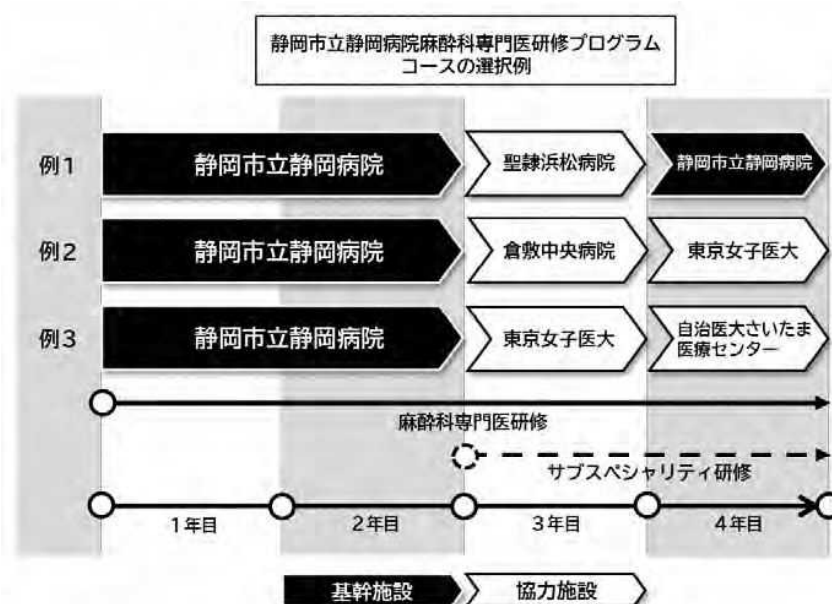 静岡市立静岡病院麻酔科専門医研修プログラム
コースの選択例
例1
静岡市立静岡病院
聖隷浜松病院
静岡市立静岡病院
例2
静岡市立静岡病院
倉敷中央病院
東京女子医大
例3
静岡市立静岡病院
東京女子医大
自治医大さいたま
医療センター
麻酔科専門医研修
サブスペシャリティ研修
1年目
2年目
3年目
4年目
基幹施設
協力施設